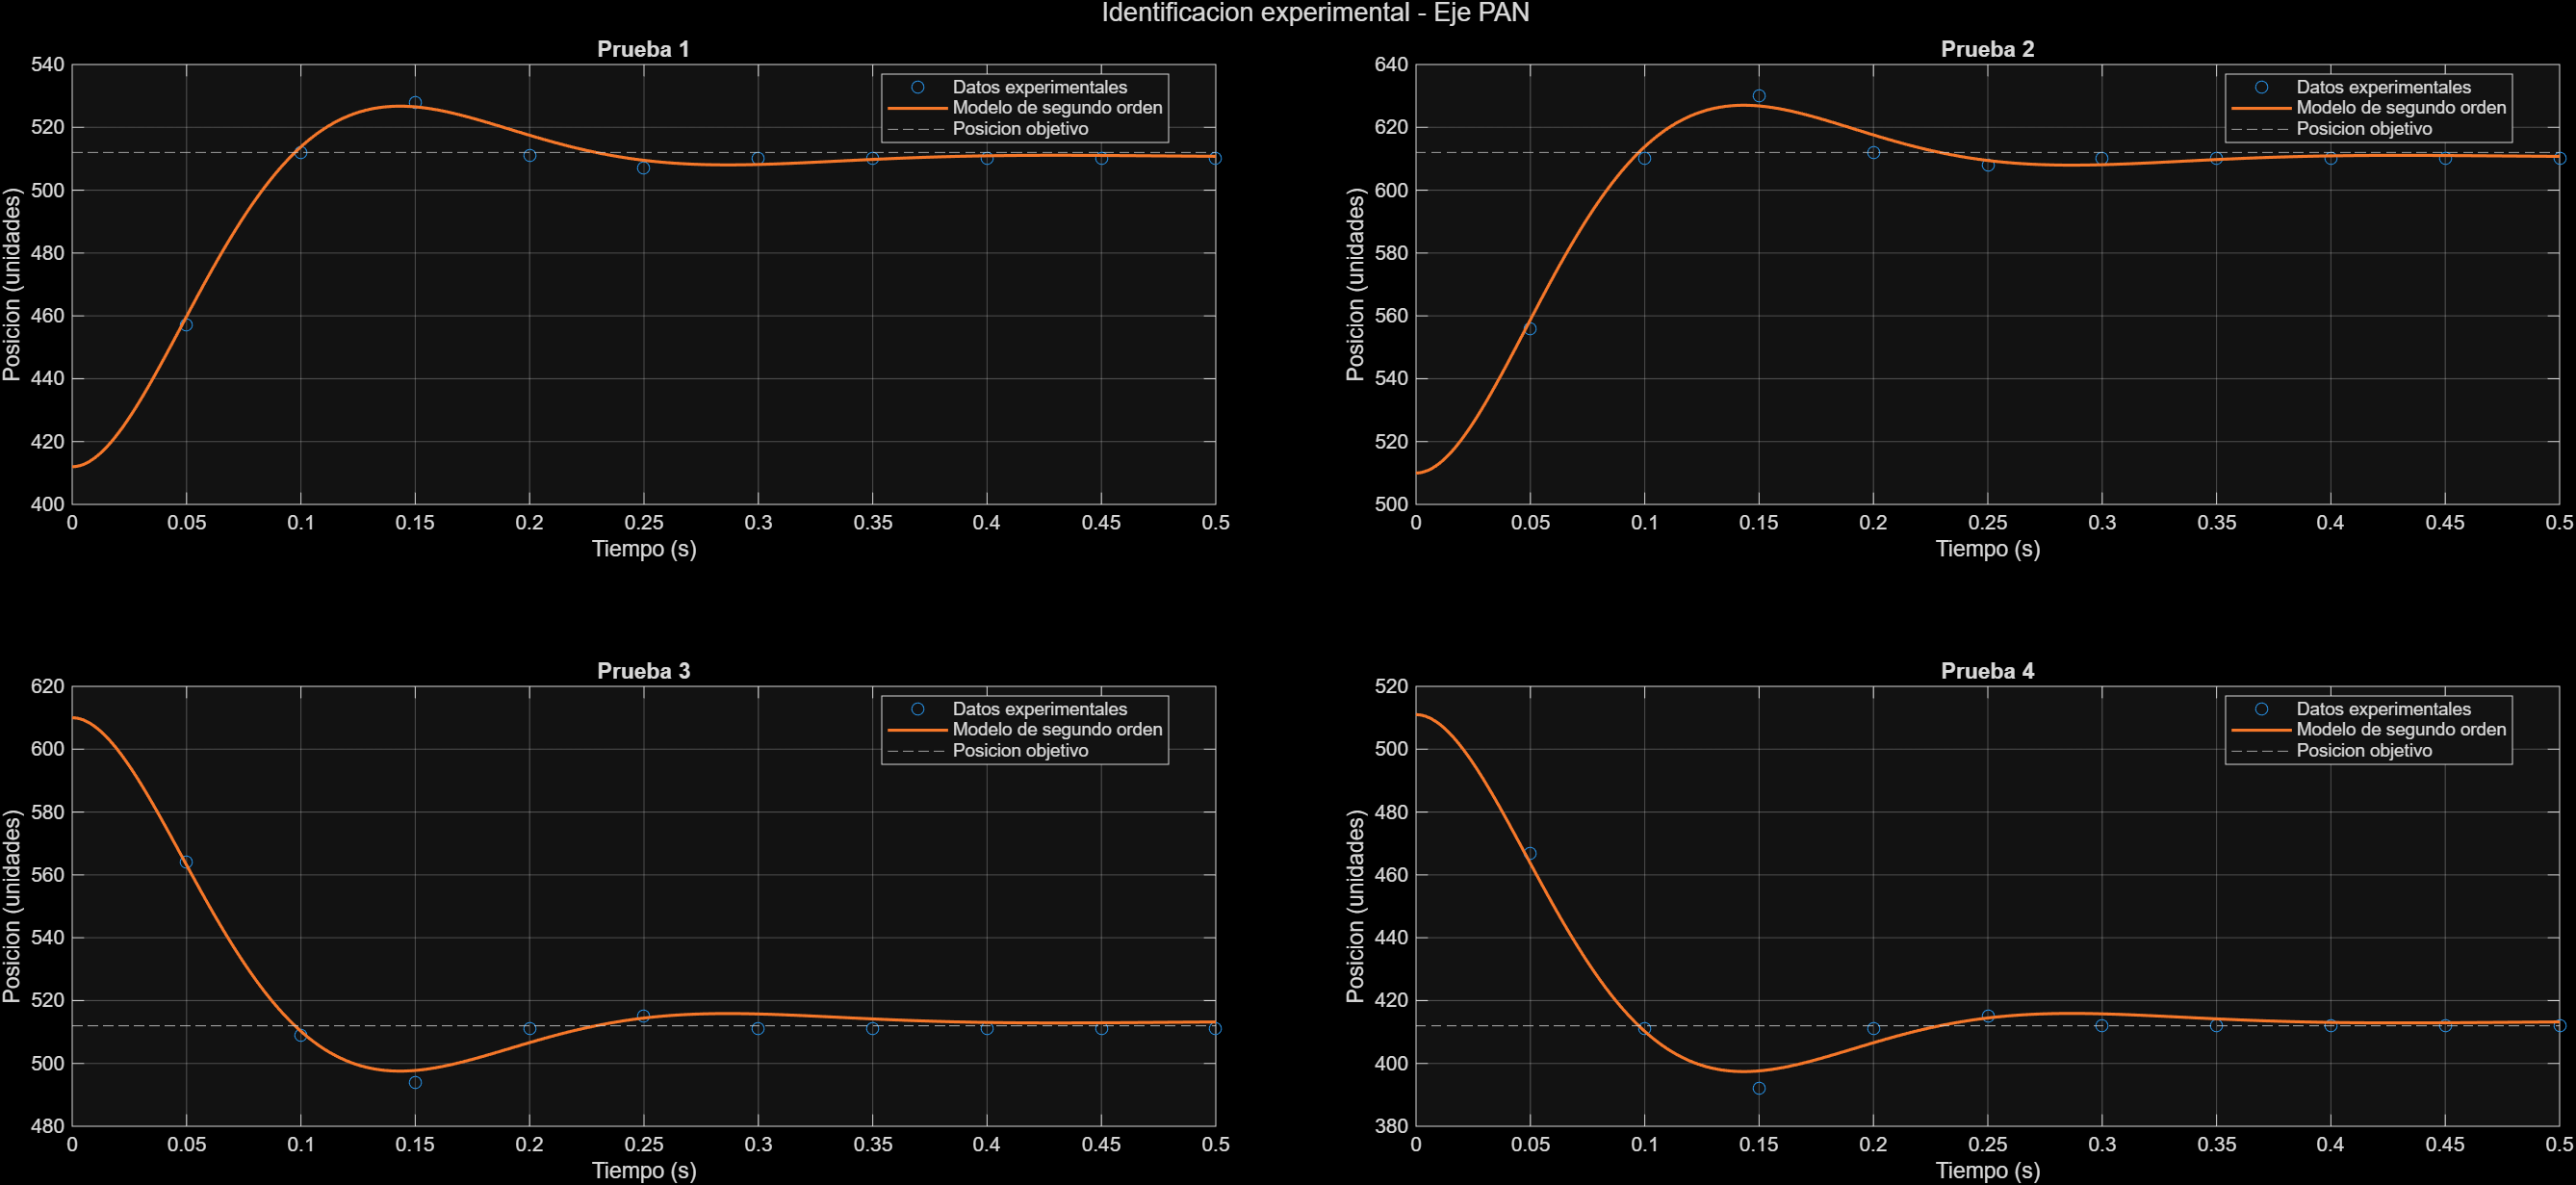 Identificacion experimental - Eje PAN
Prueba 1
540
520
500
480
460
440
420
400
Posicion (unidades)
0 0.05 0.1 0.15 0.2 0.25 0.3 0.35 0.4 0.45 0.5
Tiempo (s)
Datos experimentales
Modelo de segundo orden
Posicion objetivo
Prueba 2
640
620
600
580
560
540
520
500
Posicion (unidades)
0 0.05 0.1 0.15 0.2 0.25 0.3 0.35 0.4 0.45 0.5
Tiempo (s)
Datos experimentales
Modelo de segundo orden
Posicion objetivo
Prueba 3
620
600
580
560
540
520
500
480
Posicion (unidades)
0 0.05 0.1 0.15 0.2 0.25 0.3 0.35 0.4 0.45 0.5
Tiempo (s)
Datos experimentales
Modelo de segundo orden
Posicion objetivo
Prueba 4
520
500
480
460
440
420
400
380
Posicion (unidades)
0 0.05 0.1 0.15 0.2 0.25 0.3 0.35 0.4 0.45 0.5
Tiempo (s)
Datos experimentales
Modelo de segundo orden
Posicion objetivo